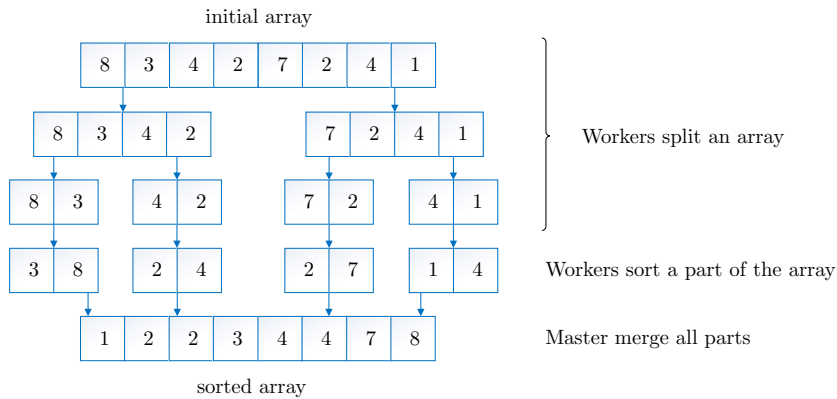 initial array
8 3 4 2 7 2 4 1
8 3 4 2
7 2 4 1
Workers split an array
8 3
4 2
7 2
4 1
3 8
2 4
2 7
1 4
Workers sort a part of the array
1 2 2 3 4 4 7 8
Master merge all parts
sorted array